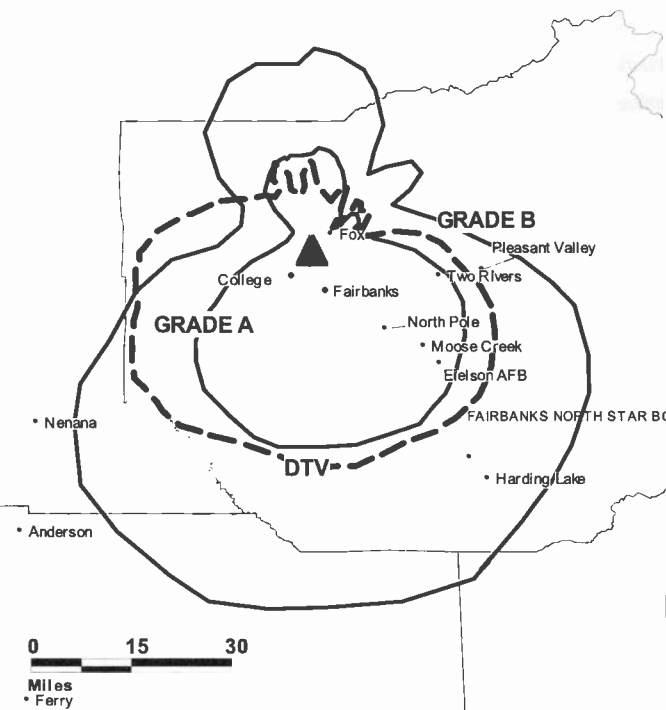 GRADE B
Fox
Pleasant Valley
College
Two Rivers
Fairbanks
GRADE A
North Pole
Moose Creek
Eielson AFB
FAIRBANKS NORTH STAR BO
Nenana
DTV
Harding Lake
Anderson
0 15 30
Miles
Ferry